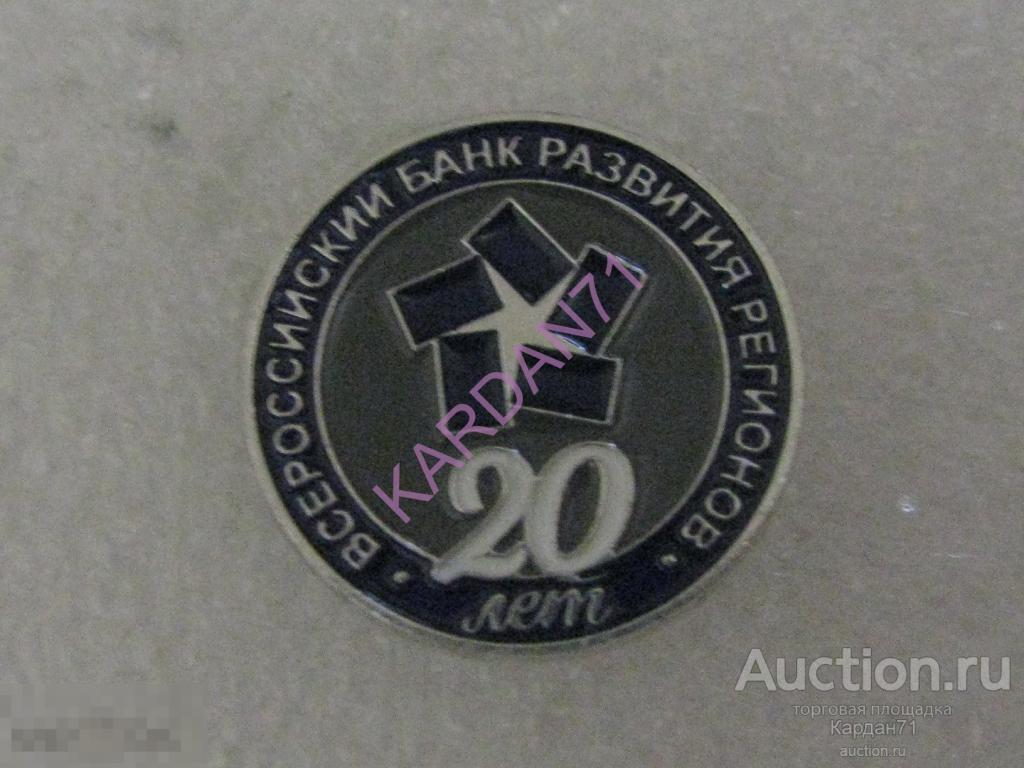 ВСЕРОССИЙСКИЙ БАНК РАЗВИТИЯ РЕГИОНОВ
20
лет
KARDAN71
Auction.ru
торговая площадка
Кардан71
auction.ru